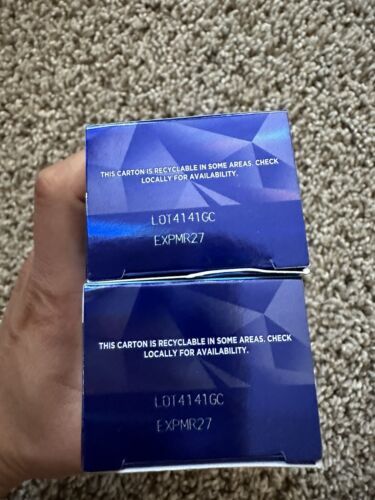 THIS CARTON IS RECYCLABLE IN SOME AREAS. CHECK
LOCALLY FOR AVAILABILITY.
LOT4141GC
EXPMR27
THIS CARTON IS RECYCLABLE IN SOME AREAS. CHECK
LOCALLY FOR AVAILABILITY.
LOT4141GC
EXPMR27